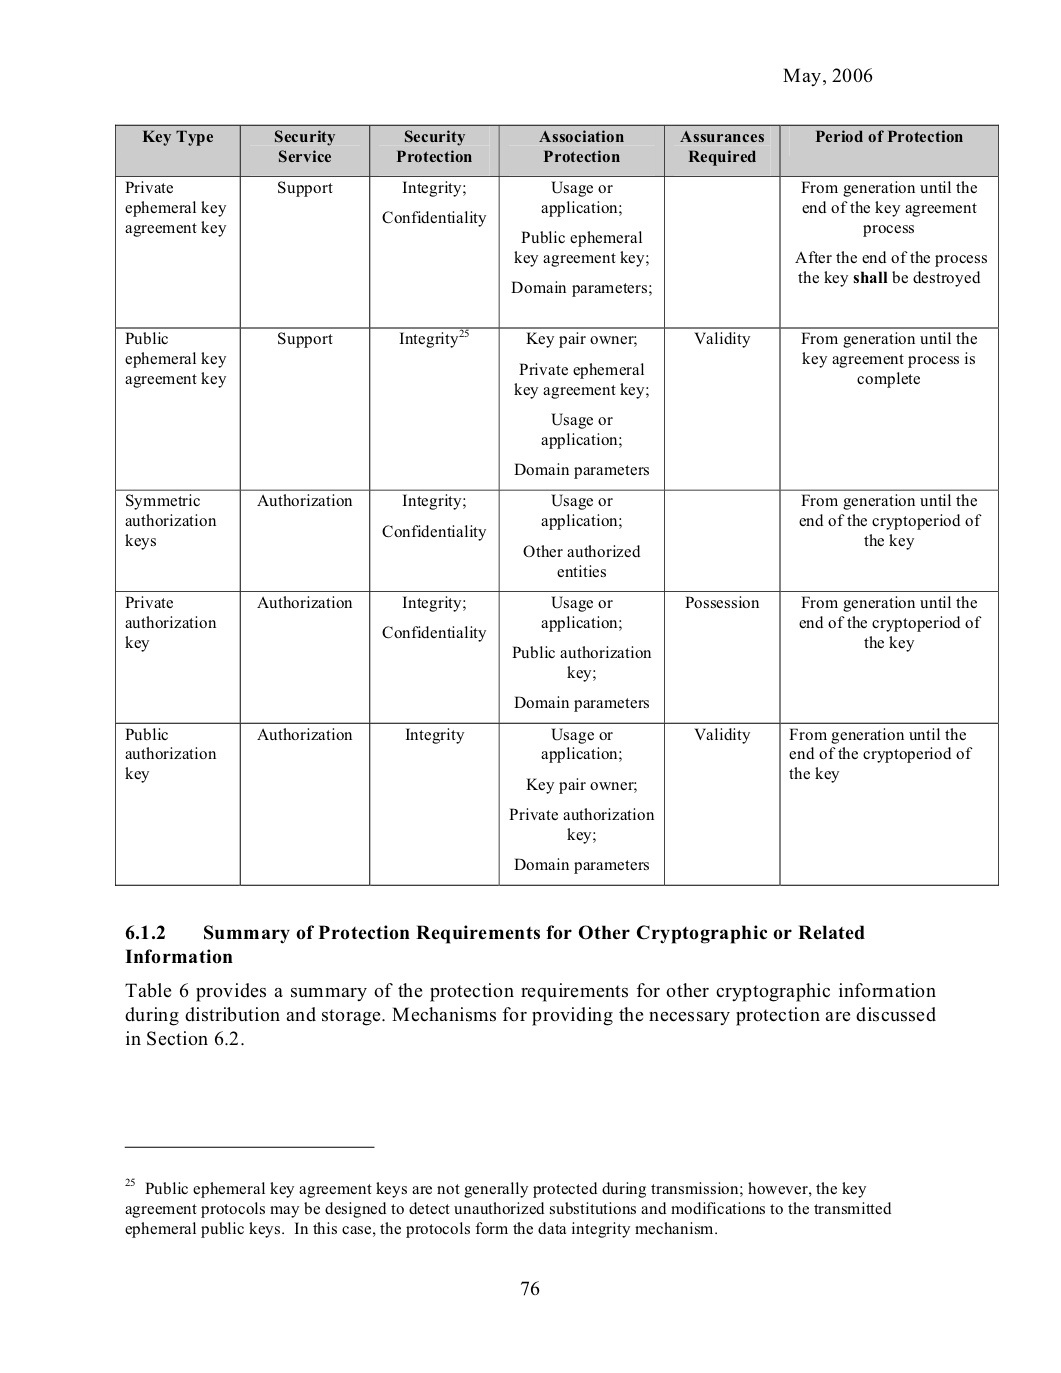 May, 2006
Key Type
Security
Service
Security
Protection
Association
Protection
Assurances
Required
Period of Protection
Private
ephemeral key
agreement key
Support
Integrity;
Confidentiality
Usage or
application;
Public ephemeral
key agreement key;
Domain parameters;
From generation until the
end of the key agreement
process
After the end of the process
the key shall be destroyed
Public
ephemeral key
agreement key
Support
Integrity25
Key pair owner;
Private ephemeral
key agreement key;
Usage or
application;
Domain parameters
Validity
From generation until the
key agreement process is
complete
Symmetric
authorization
keys
Authorization
Integrity;
Confidentiality
Usage or
application;
Other authorized
entities
From generation until the
end of the cryptoperiod of
the key
Private
authorization
key
Authorization
Integrity;
Confidentiality
Usage or
application;
Public authorization
key;
Domain parameters
Possession
From generation until the
end of the cryptoperiod of
the key
Public
authorization
key
Authorization
Integrity
Usage or
application;
Key pair owner;
Private authorization
key;
Domain parameters
Validity
From generation until the
end of the cryptoperiod of
the key
6.1.2 Summary of Protection Requirements for Other Cryptographic or Related
Information
Table 6 provides a summary of the protection requirements for other cryptographic information
during distribution and storage. Mechanisms for providing the necessary protection are discussed
in Section 6.2.
25 Public ephemeral key agreement keys are not generally protected during transmission; however, the key
agreement protocols may be designed to detect unauthorized substitutions and modifications to the transmitted
ephemeral public keys. In this case, the protocols form the data integrity mechanism.
76